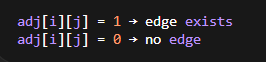 adj[i][j] = 1 → edge exists
adj[i][j] = 0 → no edge